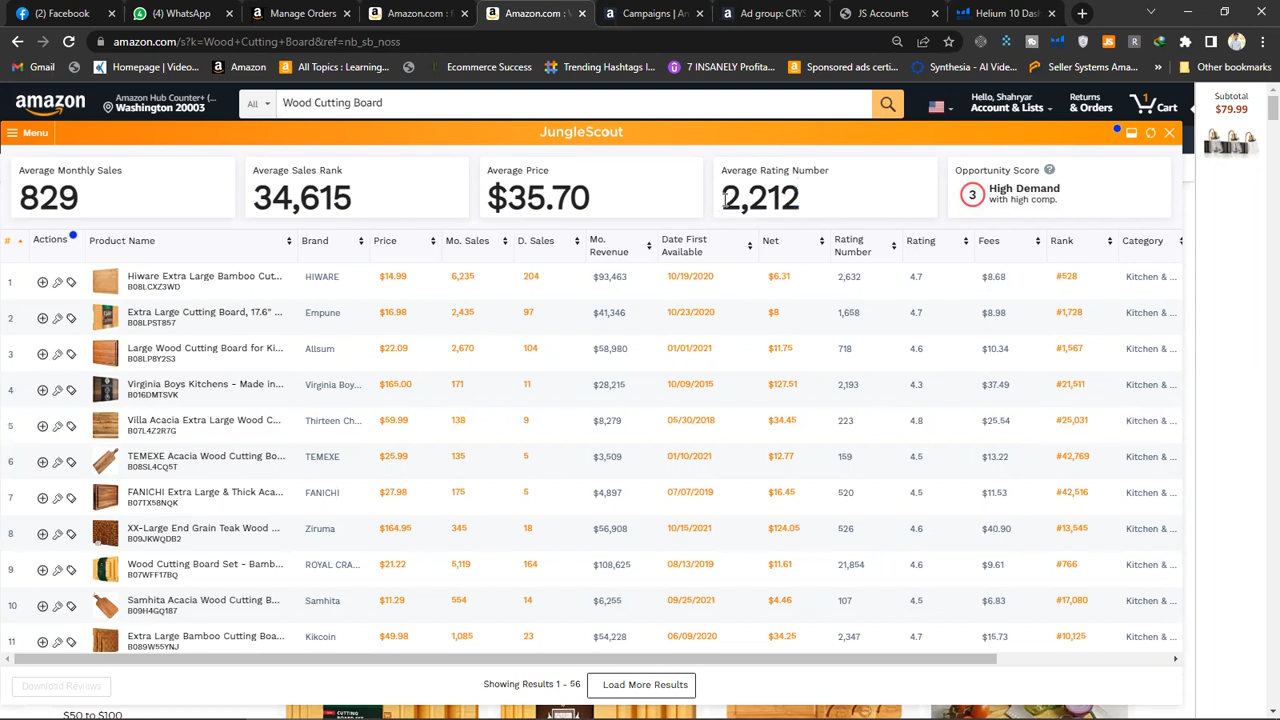 Facebook
WhatsApp
Amazon Manage Orders
Amazon.com :
Amazon.com : 
Campaigns | A
Ad group: CRYS
JS Accounts
Helium 10 Dash
amazon.com/s?k=Wood+Cutting+Board&ref=nb_sb_noss
Gmail
Homepage | Video...
Amazon
All Topics | Learnin...
Ecommerce Success
Trending Hashtags f...
7 INSANELY Profita...
Sponsored ads certi...
Synthesia - AI Vide...
Seller Systems Ama...
»
Other bookmarks
amazon
Amazon Hub Counter+ (...
Washington 20003
All
Wood Cutting Board
Hello, Shahryar
Account & Lists
Returns
& Orders
1
Cart
Subtotal
$79.99
Menu
JungleScout
Average Monthly Sales
829
Average Sales Rank
34,615
Average Price
$35.70
Average Rating Number
2,212
Opportunity Score
3 High Demand
with high comp.
# Actions Product Name Brand Price Mo. Sales D. Sales Mo. Revenue Date First Available Net Rating Number Rating Fees Rank Category
1 Hiware Extra Large Bamboo Cut... HIWARE $14.99 6,235 204 $93,463 10/19/2020 $6.31 2,632 4.7 $8.68 #528 Kitchen & ...
B08LCXZ3WD
2 Extra Large Cutting Board, 17.6" ... Empune $16.98 2,435 97 $41,346 10/23/2020 $8 1,658 4.7 $8.98 #1,728 Kitchen & ...
B08LPST857
3 Large Wood Cutting Board for Ki... Allsum $22.09 2,670 104 $58,980 01/01/2021 $11.75 718 4.6 $10.34 #1,567 Kitchen & ...
B08LP8Y2S3
4 Virginia Boys Kitchens - Made in... Virginia Boy... $165.00 171 11 $28,215 10/09/2015 $127.51 2,193 4.3 $37.49 #21,511 Kitchen & ...
B016DMTSVK
5 Villa Acacia Extra Large Wood C... Thirteen Ch... $59.99 138 9 $8,279 05/30/2018 $34.45 223 4.8 $25.54 #25,031 Kitchen & ...
B07L4Z2R7G
6 TEMEXE Acacia Wood Cutting Bo... TEMEXE $25.99 135 5 $3,509 01/10/2021 $12.77 159 4.5 $13.22 #42,769 Kitchen & ...
B08SL4CQ5T
7 FANICHI Extra Large & Thick Aca... FANICHI $27.98 175 5 $4,897 07/07/2019 $16.45 520 4.5 $11.53 #42,516 Kitchen & ...
B07TX58NQK
8 XX-Large End Grain Teak Wood ... Ziruma $164.95 345 18 $56,908 10/15/2021 $124.05 526 4.6 $40.90 #13,545 Kitchen & ...
B09JKWQDB2
9 Wood Cutting Board Set - Bamb... ROYAL CRA... $21.22 5,119 164 $108,625 08/13/2019 $11.61 21,854 4.6 $9.61 #766 Kitchen & ...
B07WFF17BQ
10 Samhita Acacia Wood Cutting B... Samhita $11.29 554 14 $6,255 09/25/2021 $4.46 107 4.5 $6.83 #17,080 Kitchen & ...
B09H4GQ187
11 Extra Large Bamboo Cutting Boa... Kikcoin $49.98 1,085 23 $54,228 06/09/2020 $34.25 2,347 4.7 $15.73 #10,125 Kitchen & ...
B089W55YNJ
Download Reviews
Showing Results 1 - 56
Load More Results
$50 to $100